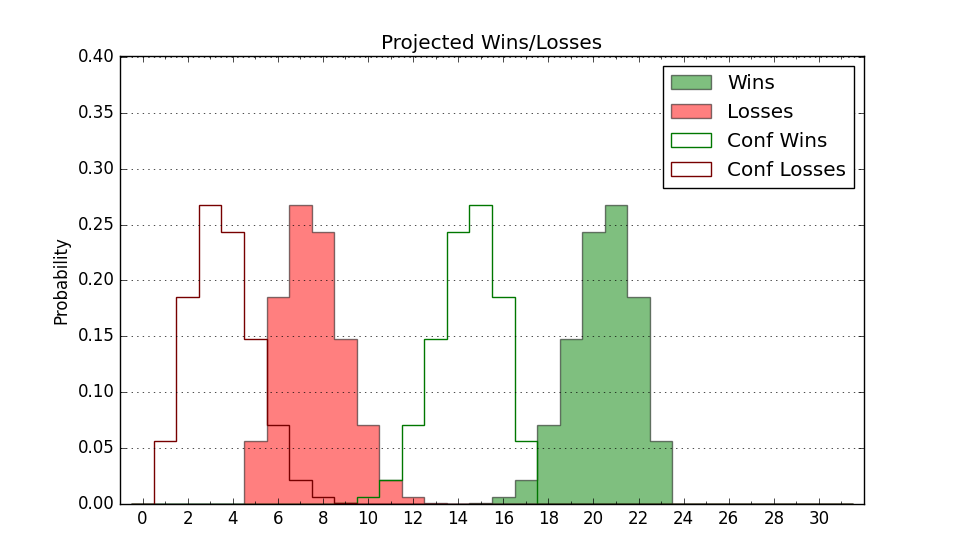 Projected Wins/Losses
Wins
Losses
Conf Wins
Conf Losses
Probability
0.40
0.35
0.30
0.25
0.20
0.15
0.10
0.05
0.00
0 2 4 6 8 10 12 14 16 18 20 22 24 26 28 30